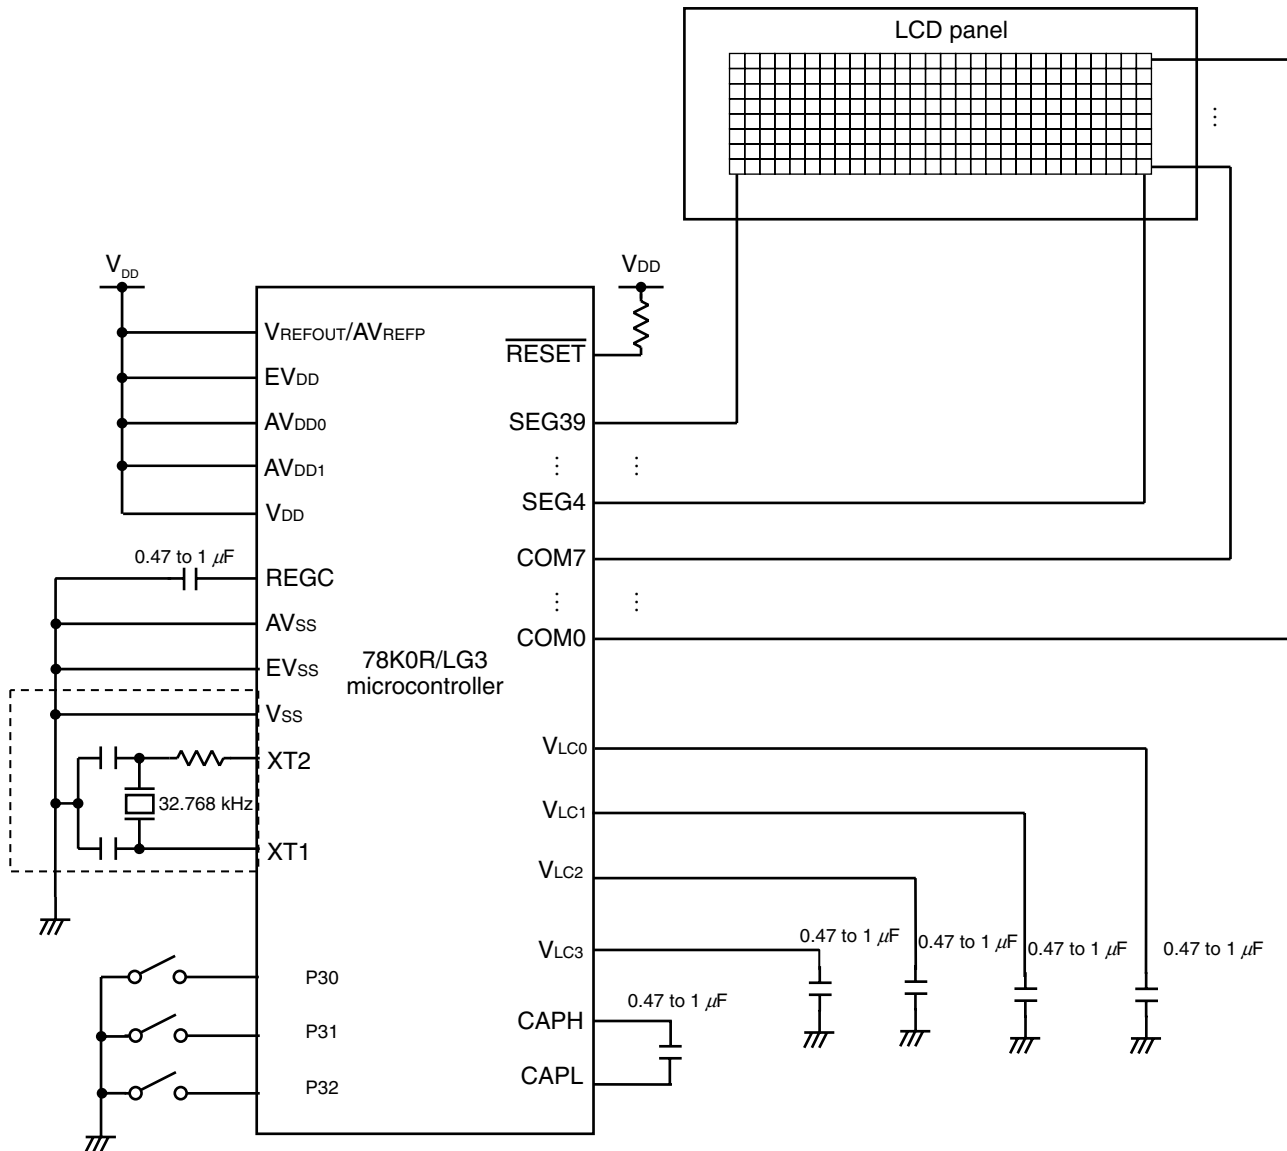 LCD panel
VDD
VDD
VREFOUT/AVREFP
RESET
EVDD
AVDD0
SEG39
AVDD1
SEG4
VDD
0.47 to 1 μF
COM7
REGC
AVSS
COM0
EVSS
78K0R/LG3
microcontroller
VSS
VLC0
XT2
32.768 kHz
VLC1
XT1
VLC2
VLC3
0.47 to 1 μF
0.47 to 1 μF
0.47 to 1 μF
0.47 to 1 μF
P30
0.47 to 1 μF
CAPH
P31
CAPL
P32